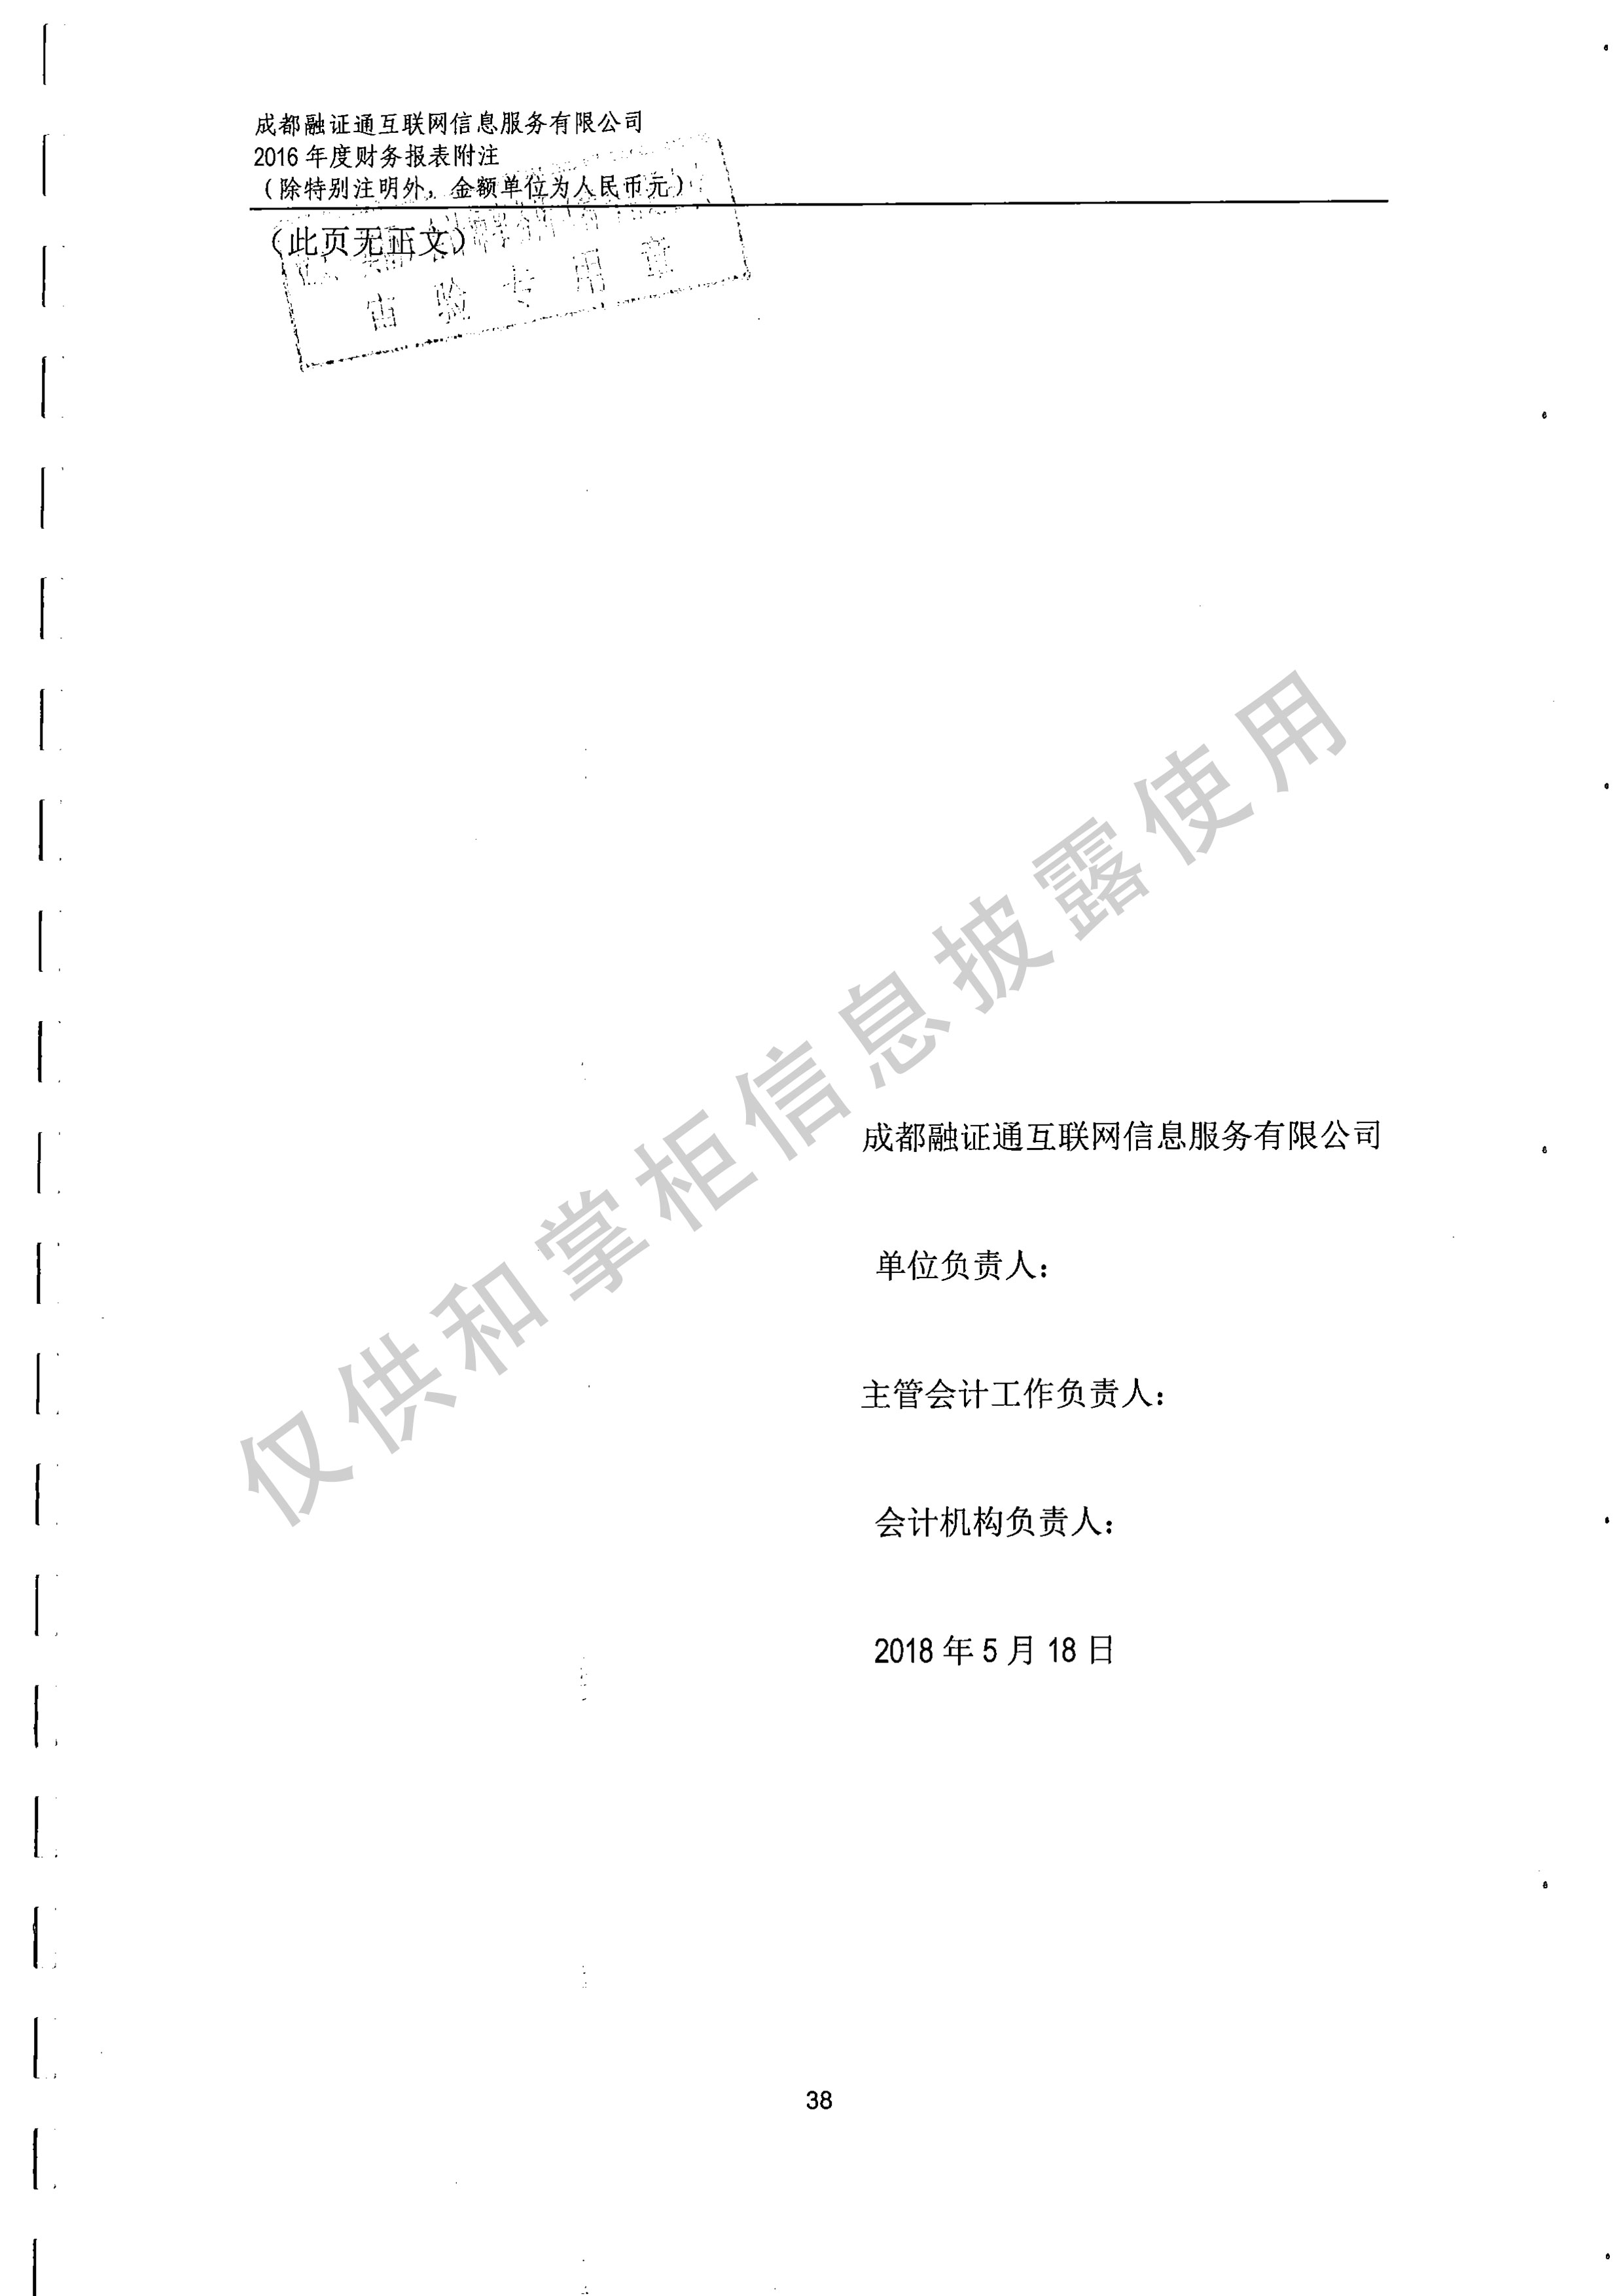 成都融证通互联网信息服务有限公司
2016 年度财务报表附注
（除特别注明外，金额单位为人民币元）
（此页无正文）
验专用章
仅供和掌柜信息披露使用
成都融证通互联网信息服务有限公司
单位负责人：
主管会计工作负责人：
会计机构负责人：
2018 年 5 月 18 日
38